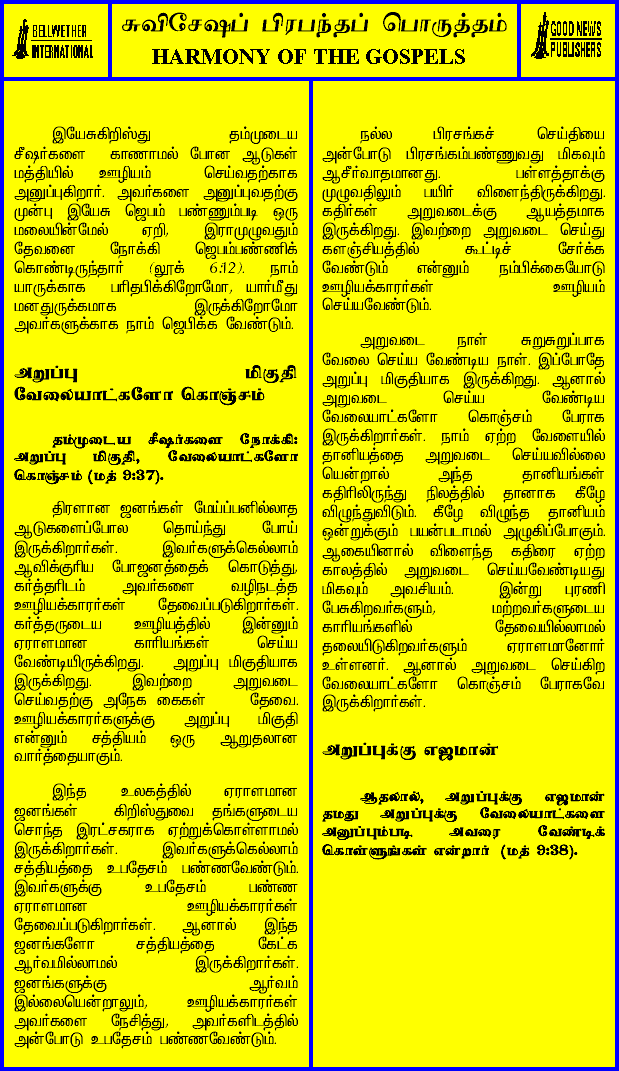 BELLWETHER
INTERNATIONAL
சுவிசேஷப் பிரபந்தப் பொருத்தம்
HARMONY OF THE GOSPELS
GOOD NEWS
PUBLISHERS
இயேசுகிறிஸ்து தம்முடைய
சீஷர்களை காணாமல் போன ஆடுகள்
மத்தியில் ஊழியம் செய்வதற்காக
அனுப்புகிறார். அவர்களை அனுப்புவதற்கு
முன்பு இயேசு ஜெபம் பண்ணும்படி ஒரு
மலையின்மேல் ஏறி, இராமுழுவதும்
தேவனை நோக்கி ஜெபம்பண்ணிக்
கொண்டிருந்தார் (லூக் 6:12). நாம்
யாருக்காக பரிதபிக்கிறோமோ, யார்மீது
மனதுருக்கமாக இருக்கிறோமோ
அவர்களுக்காக நாம் ஜெபிக்க வேண்டும்.
அறுப்பு மிகுதி
வேலையாட்களோ கொஞ்சம்
தம்முடைய சீஷர்களை நோக்கி:
அறுப்பு மிகுதி, வேலையாட்களோ
கொஞ்சம் (மத் 9:37).
திரளான ஜனங்கள் மேய்ப்பனில்லாத
ஆடுகளைப்போல தொய்ந்து போய்
இருக்கிறார்கள். இவர்களுக்கெல்லாம்
ஆவிக்குரிய போஜனத்தைக் கொடுத்து,
கர்த்தரிடம் அவர்களை வழிநடத்த
ஊழியக்காரர்கள் தேவைப்படுகிறார்கள்.
கர்த்தருடைய ஊழியத்தில் இன்னும்
ஏராளமான காரியங்கள் செய்ய
வேண்டியிருக்கிறது. அறுப்பு மிகுதியாக
இருக்கிறது. இவற்றை அறுவடை
செய்வதற்கு அநேக கைகள் தேவை.
ஊழியக்காரர்களுக்கு அறுப்பு மிகுதி
என்னும் சத்தியம் ஒரு ஆறுதலான
வார்த்தையாகும்.
இந்த உலகத்தில் ஏராளமான
ஜனங்கள் கிறிஸ்துவை தங்களுடைய
சொந்த இரட்சகராக ஏற்றுக்கொள்ளாமல்
இருக்கிறார்கள். இவர்களுக்கெல்லாம்
சத்தியத்தை உபதேசம் பண்ணவேண்டும்.
இவர்களுக்கு உபதேசம் பண்ண
ஏராளமான ஊழியக்காரர்கள்
தேவைப்படுகிறார்கள். ஆனால் இந்த
ஜனங்களோ சத்தியத்தை கேட்க
ஆர்வமில்லாமல் இருக்கிறார்கள்.
ஜனங்களுக்கு ஆர்வம்
இல்லையென்றாலும், ஊழியக்காரர்கள்
அவர்களை நேசித்து, அவர்களிடத்தில்
அன்போடு உபதேசம் பண்ணவேண்டும்.
நல்ல பிரசங்கச் செய்தியை
அன்போடு பிரசங்கம்பண்ணுவது மிகவும்
ஆசீர்வாதமானது. பள்ளத்தாக்கு
முழுவதிலும் பயிர் விளைந்திருக்கிறது.
கதிர்கள் அறுவடைக்கு ஆயத்தமாக
இருக்கிறது. இவற்றை அறுவடை செய்து
களஞ்சியத்தில் கூட்டிச் சேர்க்க
வேண்டும் என்னும் நம்பிக்கையோடு
ஊழியக்காரர்கள் ஊழியம்
செய்யவேண்டும்.
அறுவடை நாள் சுறுசுறுப்பாக
வேலை செய்ய வேண்டிய நாள். இப்போதே
அறுப்பு மிகுதியாக இருக்கிறது. ஆனால்
அறுவடை செய்ய வேண்டிய
வேலையாட்களோ கொஞ்சம் பேராக
இருக்கிறார்கள். நாம் ஏற்ற வேளையில்
தானியத்தை அறுவடை செய்யவில்லை
யென்றால் அந்த தானியங்கள்
கதிரிலிருந்து நிலத்தில் தானாக கீழே
விழுந்துவிடும். கீழே விழுந்த தானியம்
ஒன்றுக்கும் பயன்படாமல் அழுகிப்போகும்.
ஆகையினால் விளைந்த கதிரை ஏற்ற
காலத்தில் அறுவடை செய்யவேண்டியது
மிகவும் அவசியம். இன்று புரணி
பேசுகிறவர்களும், மற்றவர்களுடைய
காரியங்களில் தேவையில்லாமல்
தலையிடுகிறவர்களும் ஏராளமானோர்
உள்ளனர். ஆனால் அறுவடை செய்கிற
வேலையாட்களோ கொஞ்சம் பேராகவே
இருக்கிறார்கள்.
அறுப்புக்கு எஜமான்
ஆதலால், அறுப்புக்கு எஜமான்
தமது அறுப்புக்கு வேலையாட்களை
அனுப்பும்படி அவரை வேண்டிக்
கொள்ளுங்கள் என்றார் (மத் 9:38).